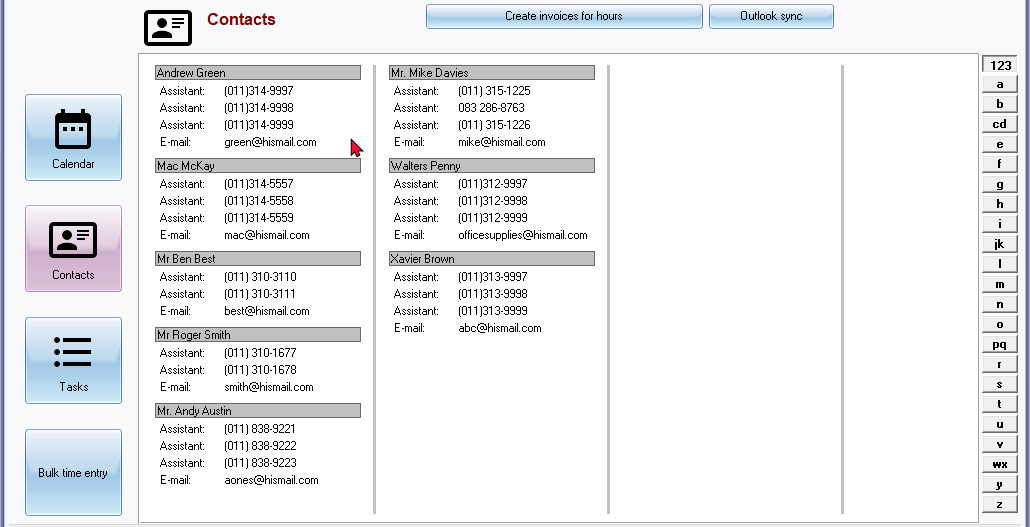 Contacts
Create invoices for hours
Outlook sync
Calendar
Contacts
Tasks
Bulk time entry
Andrew Green
Assistant: (011)314-9997
Assistant: (011)314-9998
Assistant: (011)314-9999
E-mail: green@hismail.com
Mac McKay
Assistant: (011)314-5557
Assistant: (011)314-5558
Assistant: (011)314-5559
E-mail: mac@hismail.com
Mr Ben Best
Assistant: (011) 310-3110
Assistant: (011) 310-3111
E-mail: best@hismail.com
Mr Roger Smith
Assistant: (011) 310-1677
Assistant: (011) 310-1678
E-mail: smith@hismail.com
Mr. Andy Austin
Assistant: (011) 838-9221
Assistant: (011) 838-9222
Assistant: (011) 838-9223
E-mail: aones@hismail.com
Mr. Mike Davies
Assistant: (011) 315-1225
Assistant: 083 286-8763
Assistant: (011) 315-1226
E-mail: mike@hismail.com
Walters Penny
Assistant: (011)312-9997
Assistant: (011)312-9998
Assistant: (011)312-9999
E-mail: officesupplies@hismail.com
Xavier Brown
Assistant: (011)313-9997
Assistant: (011)313-9998
Assistant: (011)313-9999
E-mail: abc@hismail.com
123
a
b
cd
e
f
g
h
i
jk
l
m
n
o
pq
r
s
t
u
v
wx
y
z